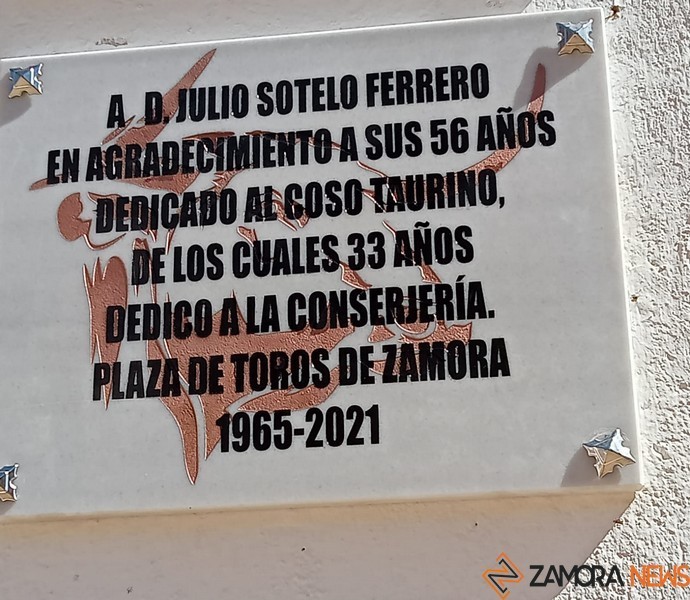 A D. JULIO SOTELO FERRERO
EN AGRADECIMIENTO A SUS 56 AÑOS
DEDICADO AL COSO TAURINO,
DE LOS CUALES 33 AÑOS
DEDICO A LA CONSERJERÍA.
PLAZA DE TOROS DE ZAMORA
1965-2021
ZAMORA NEWS